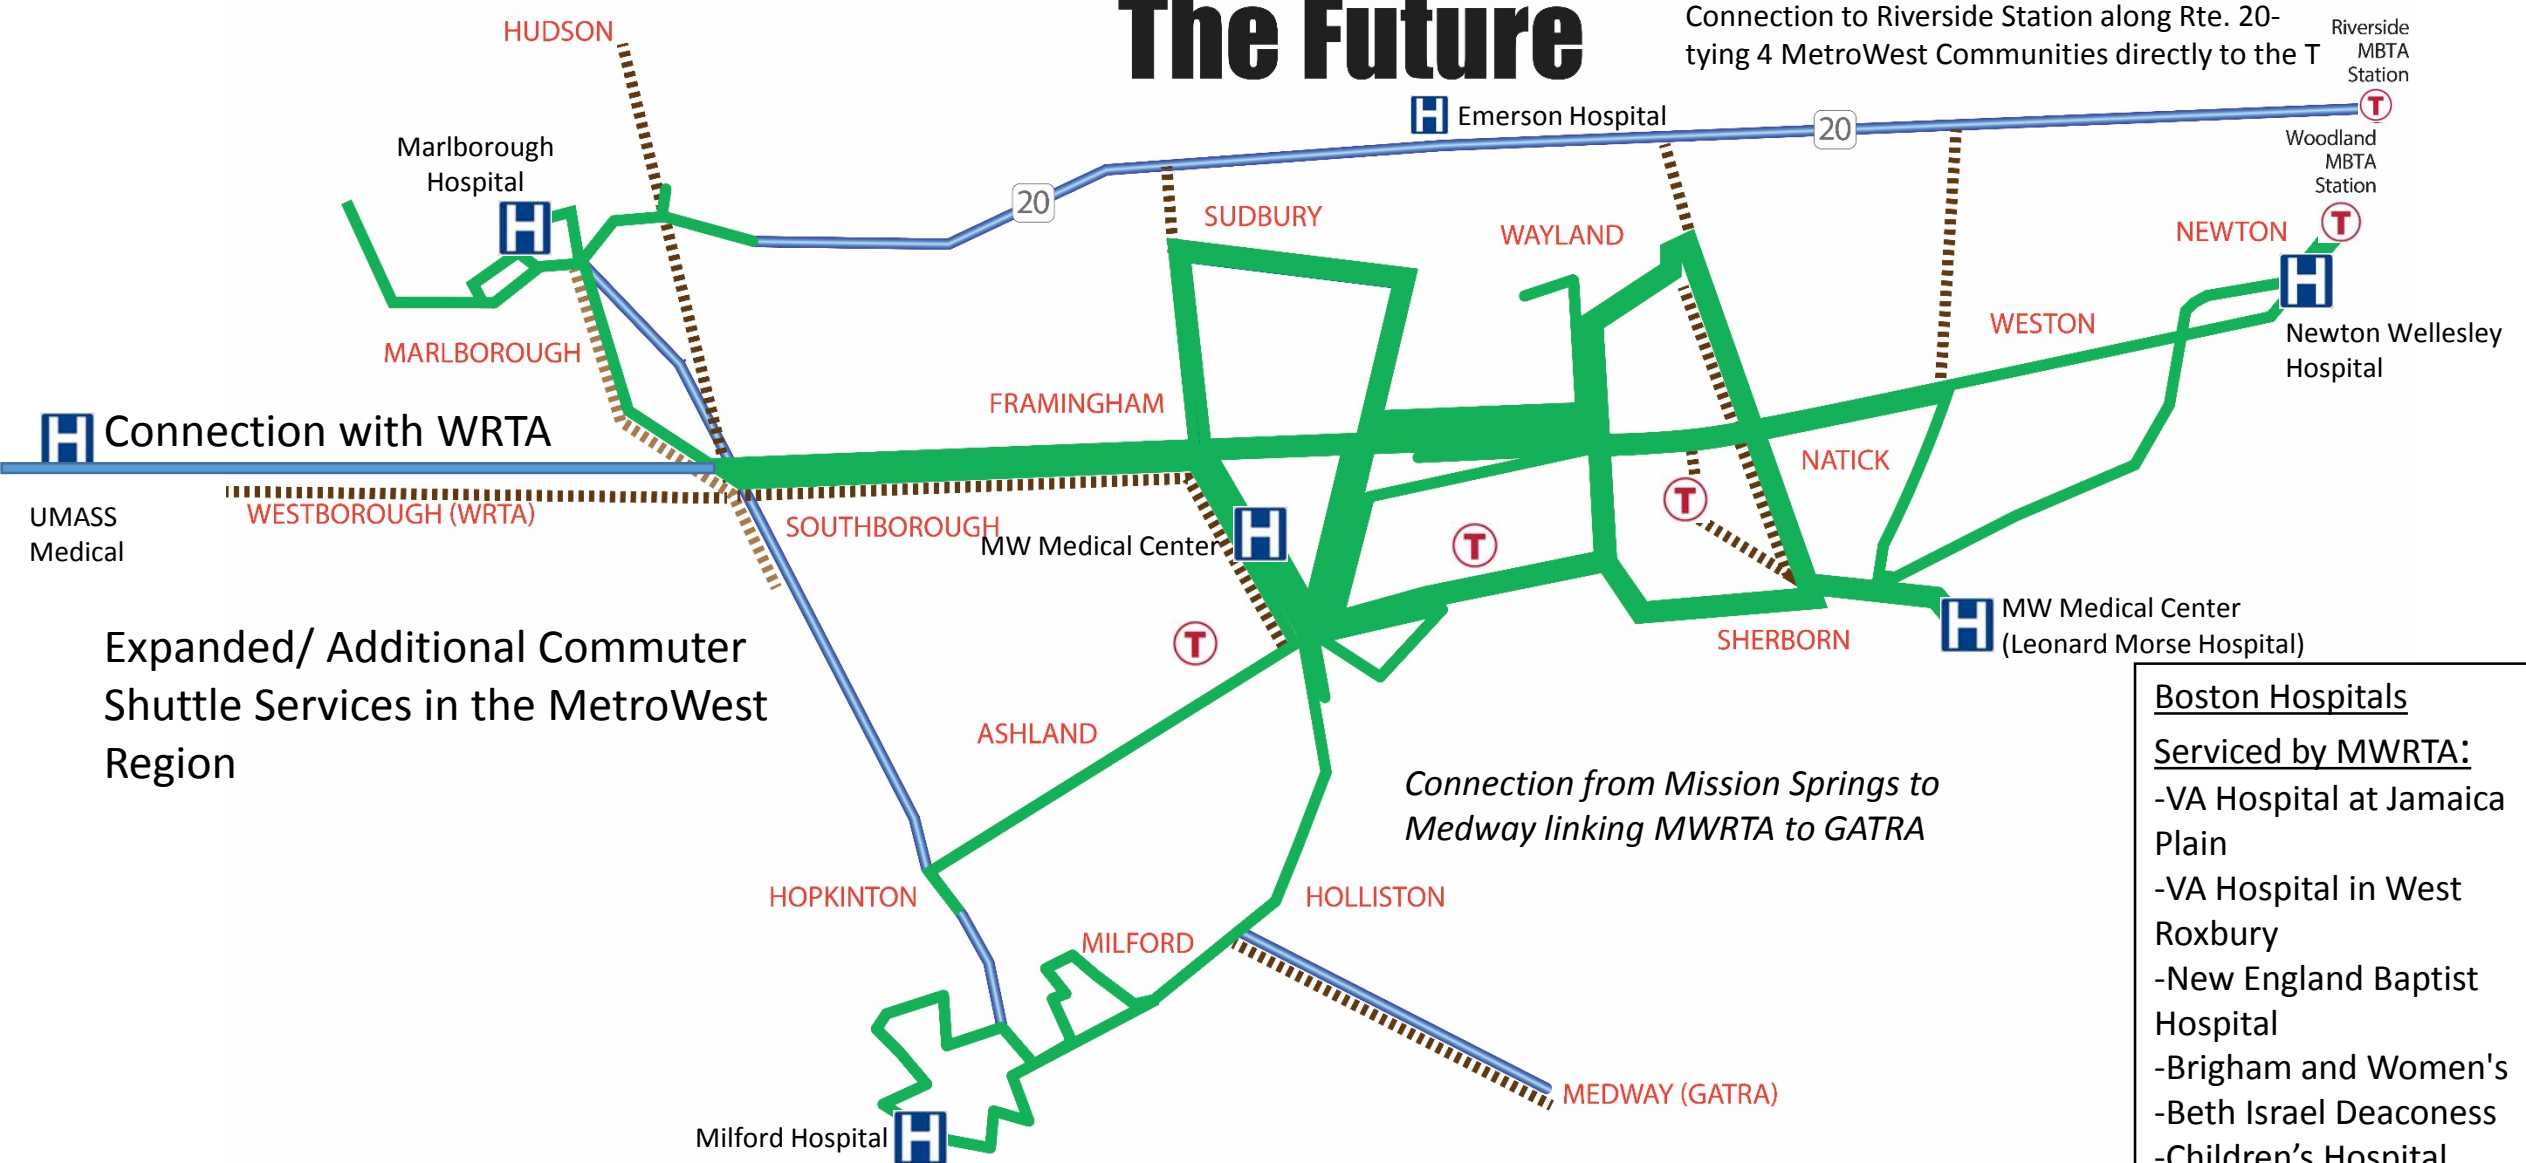 The Future
Connection to Riverside Station along Rte. 20-
tying 4 MetroWest Communities directly to the T
Riverside
MBTA
Station
T
HUDSON
H
Emerson Hospital
20
Woodland
MBTA
Station
T
Marlborough
Hospital
H
20
SUDBURY
WAYLAND
NEWTON
H
WESTON
Newton Wellesley
Hospital
MARLBOROUGH
FRAMINGHAM
H
Connection with WRTA
NATICK
T
UMASS
Medical
WESTBOROUGH (WRTA)
SOUTHBOROUGH
MW Medical Center
H
T
T
H
MW Medical Center
(Leonard Morse Hospital)
SHERBORN
Expanded/ Additional Commuter
Shuttle Services in the MetroWest
Region
ASHLAND
Connection from Mission Springs to
Medway linking MWRTA to GATRA
HOPKINTON
HOLLISTON
MILFORD
MEDWAY (GATRA)
Milford Hospital
H
Boston Hospitals
Serviced by MWRTA:
-VA Hospital at Jamaica
Plain
-VA Hospital in West
Roxbury
-New England Baptist
Hospital
-Brigham and Women's
-Beth Israel Deaconess
-Children's Hospital